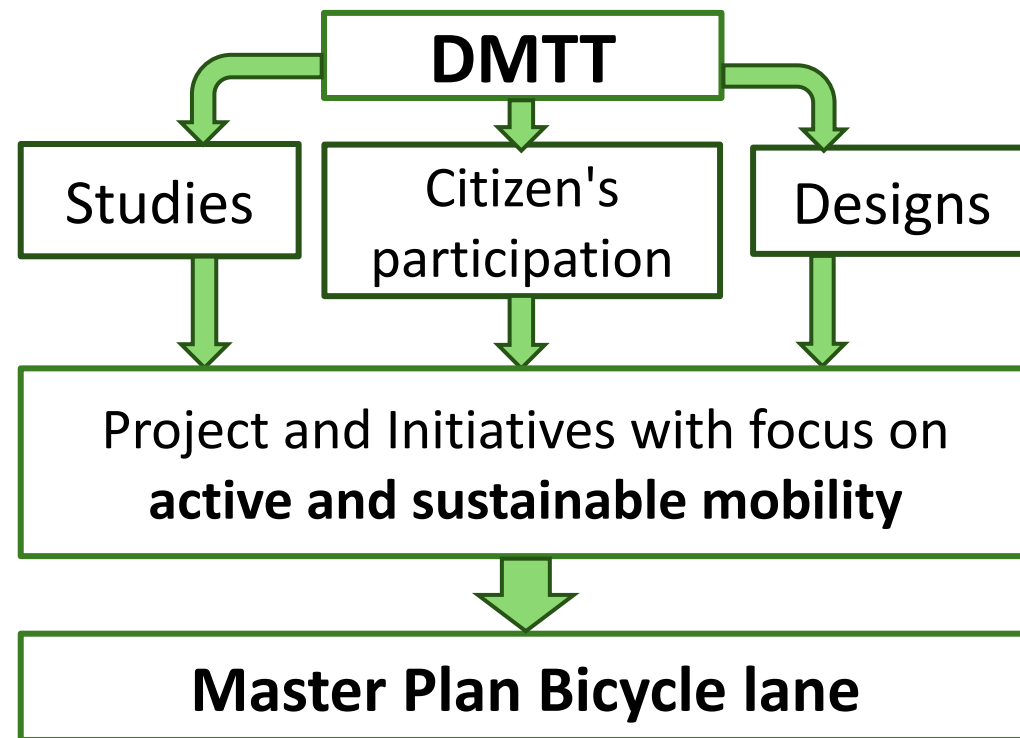 DMTT
Studies
Citizen's
participation
Designs
Project and Initiatives with focus on
active and sustainable mobility
Master Plan Bicycle lane